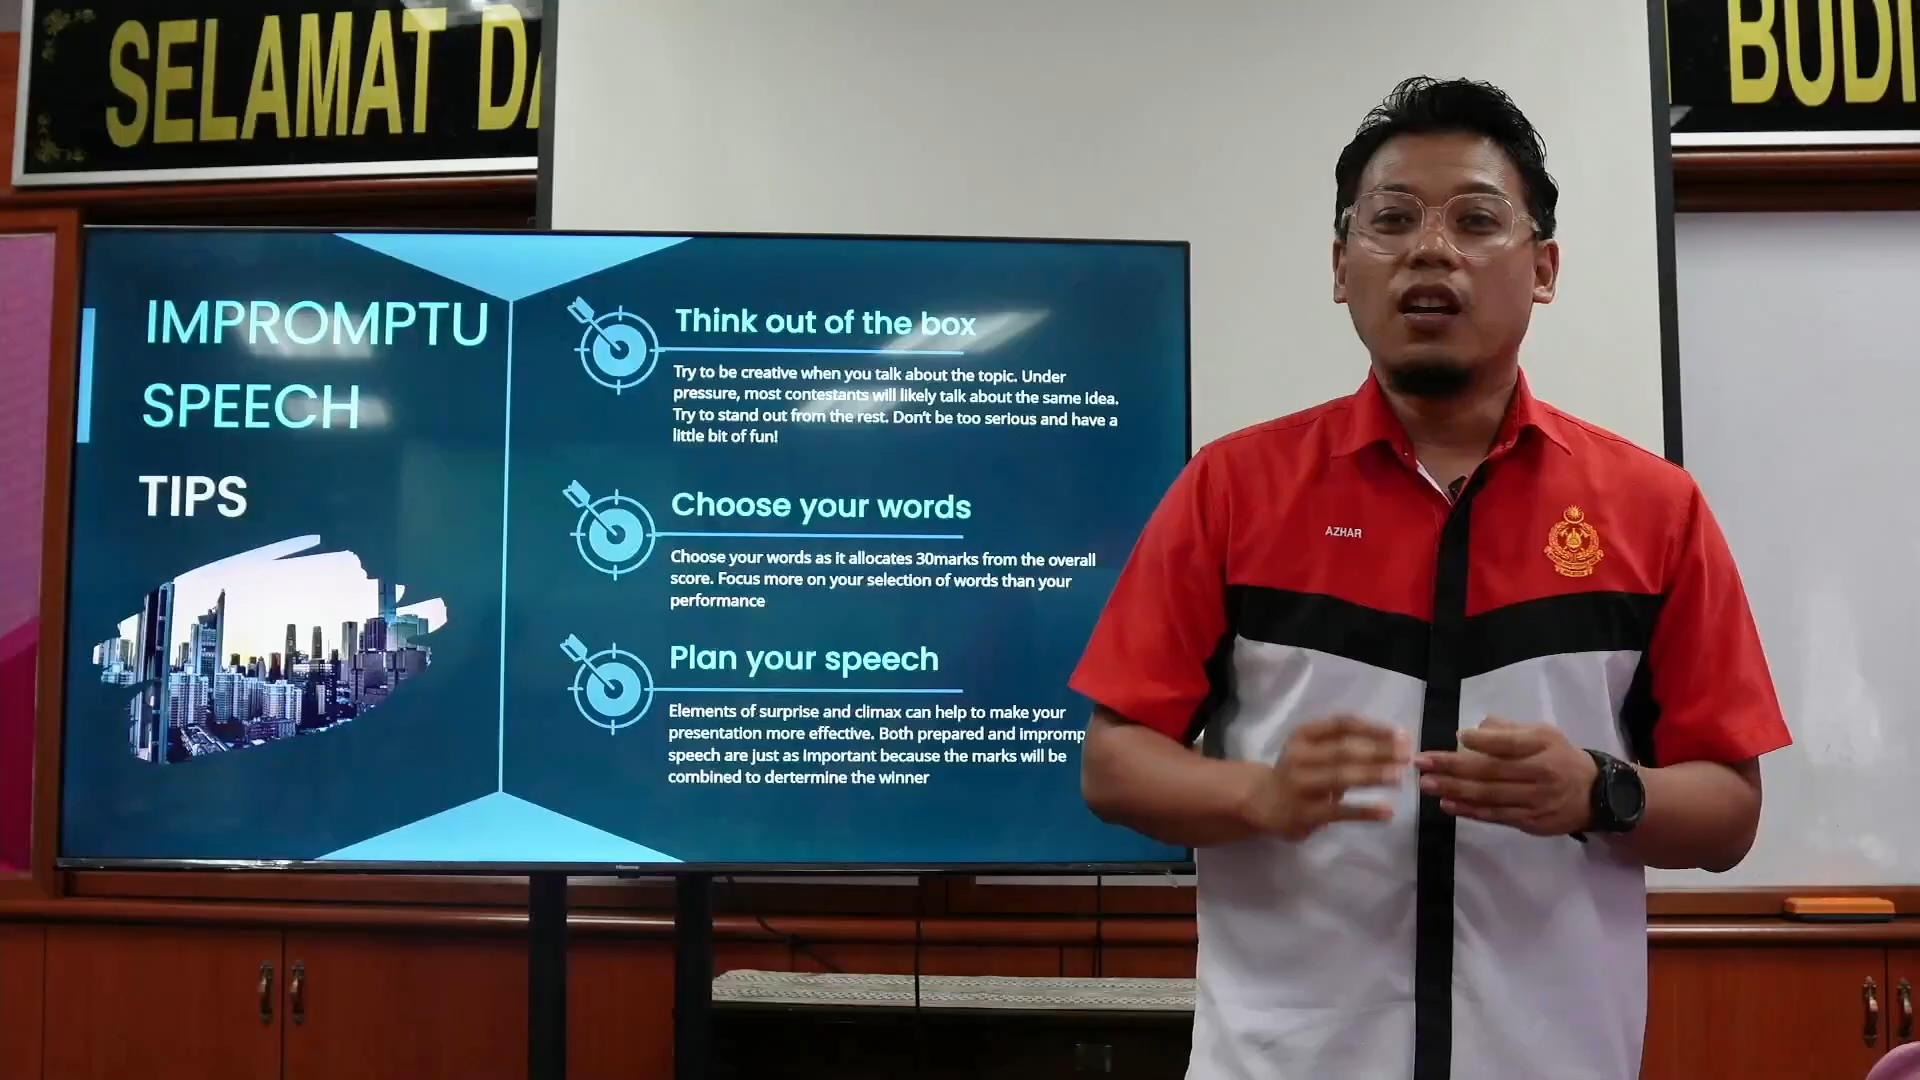 SELAMAT DA
BUDI
IMPROMPTU
SPEECH
TIPS
Think out of the box
Try to be creative when you talk about the topic. Under
pressure, most contestants will likely talk about the same idea.
Try to stand out from the rest. Don't be too serious and have a
little bit of fun!
Choose your words
Choose your words as it allocates 30marks from the overall
score. Focus more on your selection of words than your
performance
Plan your speech
Elements of surprise and climax can help to make your
presentation more effective. Both prepared and impromp
speech are just as important because the marks will be
combined to dertermine the winner
AZHAR
Hisense